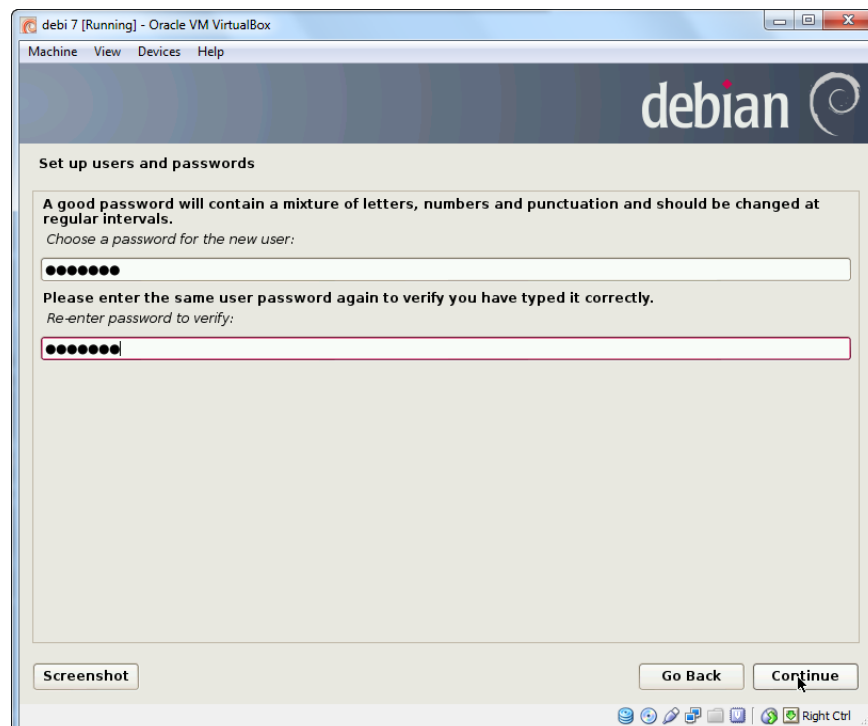 debi 7 [Running] - Oracle VM VirtualBox
Machine View Devices Help
debian
Set up users and passwords
A good password will contain a mixture of letters, numbers and punctuation and should be changed at
regular intervals.
Choose a password for the new user:
●●●●●●●
Please enter the same user password again to verify you have typed it correctly.
Re-enter password to verify:
●●●●●●●
Screenshot Go Back Continue
Right Ctrl